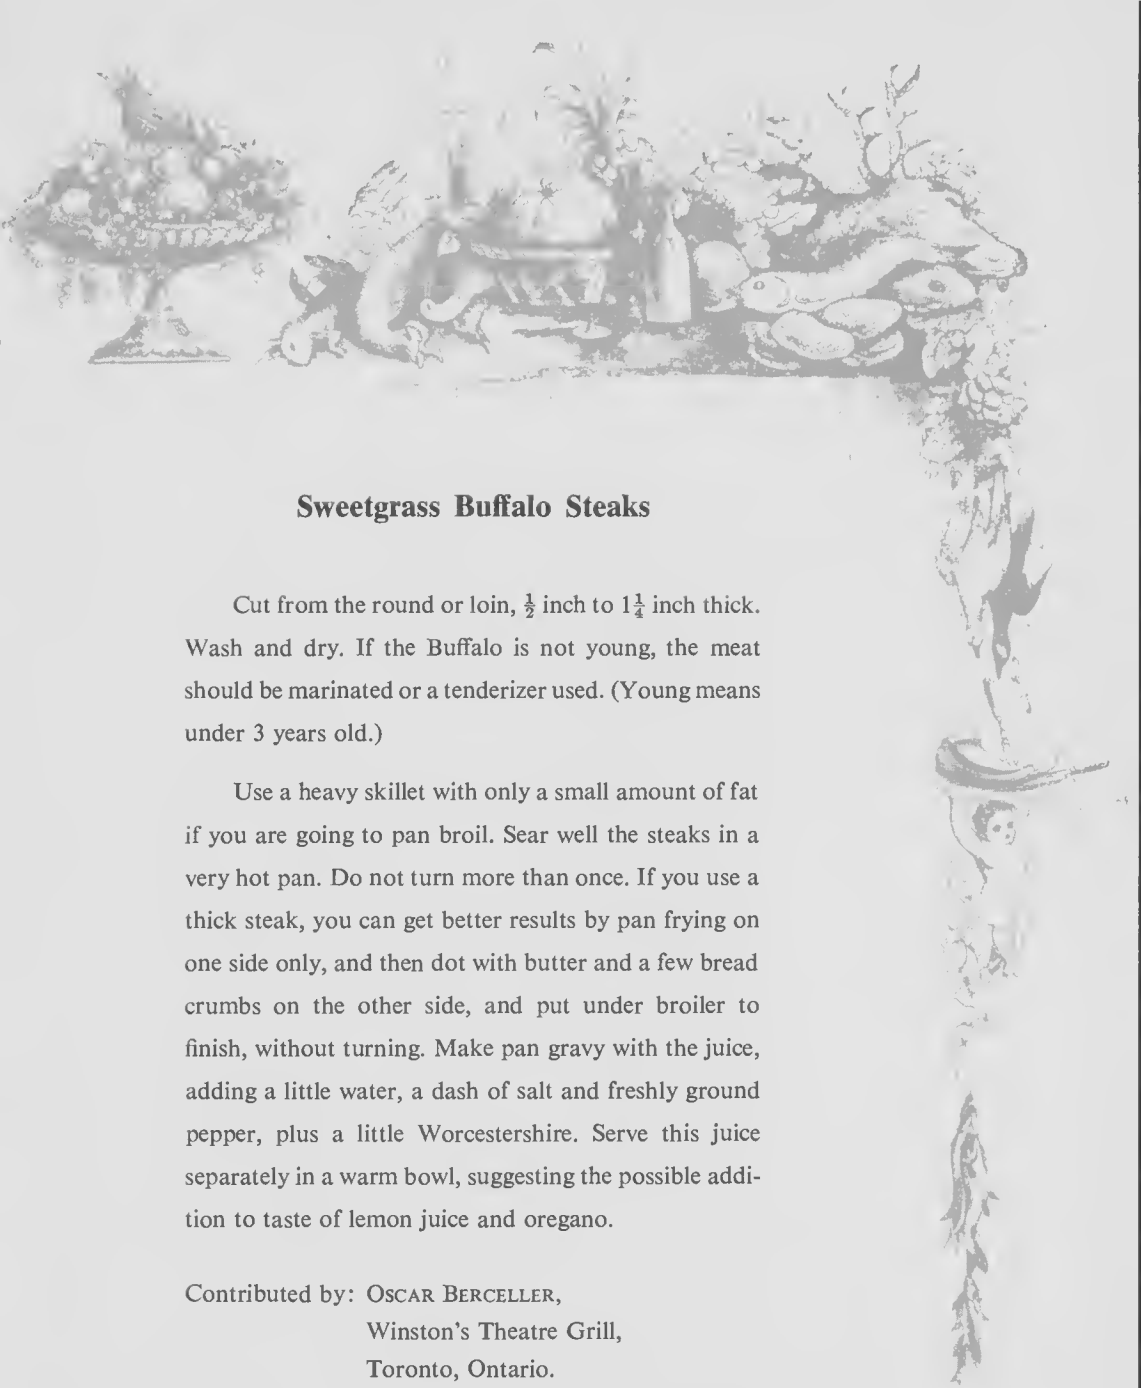 Sweetgrass Buffalo Steaks
Cut from the round or loin, ½ inch to 1¼ inch thick.
Wash and dry. If the Buffalo is not young, the meat
should be marinated or a tenderizer used. (Young means
under 3 years old.)
Use a heavy skillet with only a small amount of fat
if you are going to pan broil. Sear well the steaks in a
very hot pan. Do not turn more than once. If you use a
thick steak, you can get better results by pan frying on
one side only, and then dot with butter and a few bread
crumbs on the other side, and put under broiler to
finish, without turning. Make pan gravy with the juice,
adding a little water, a dash of salt and freshly ground
pepper, plus a little Worcestershire. Serve this juice
separately in a warm bowl, suggesting the possible addi-
tion to taste of lemon juice and oregano.
Contributed by: OSCAR BERCELLER,
Winston's Theatre Grill,
Toronto, Ontario.